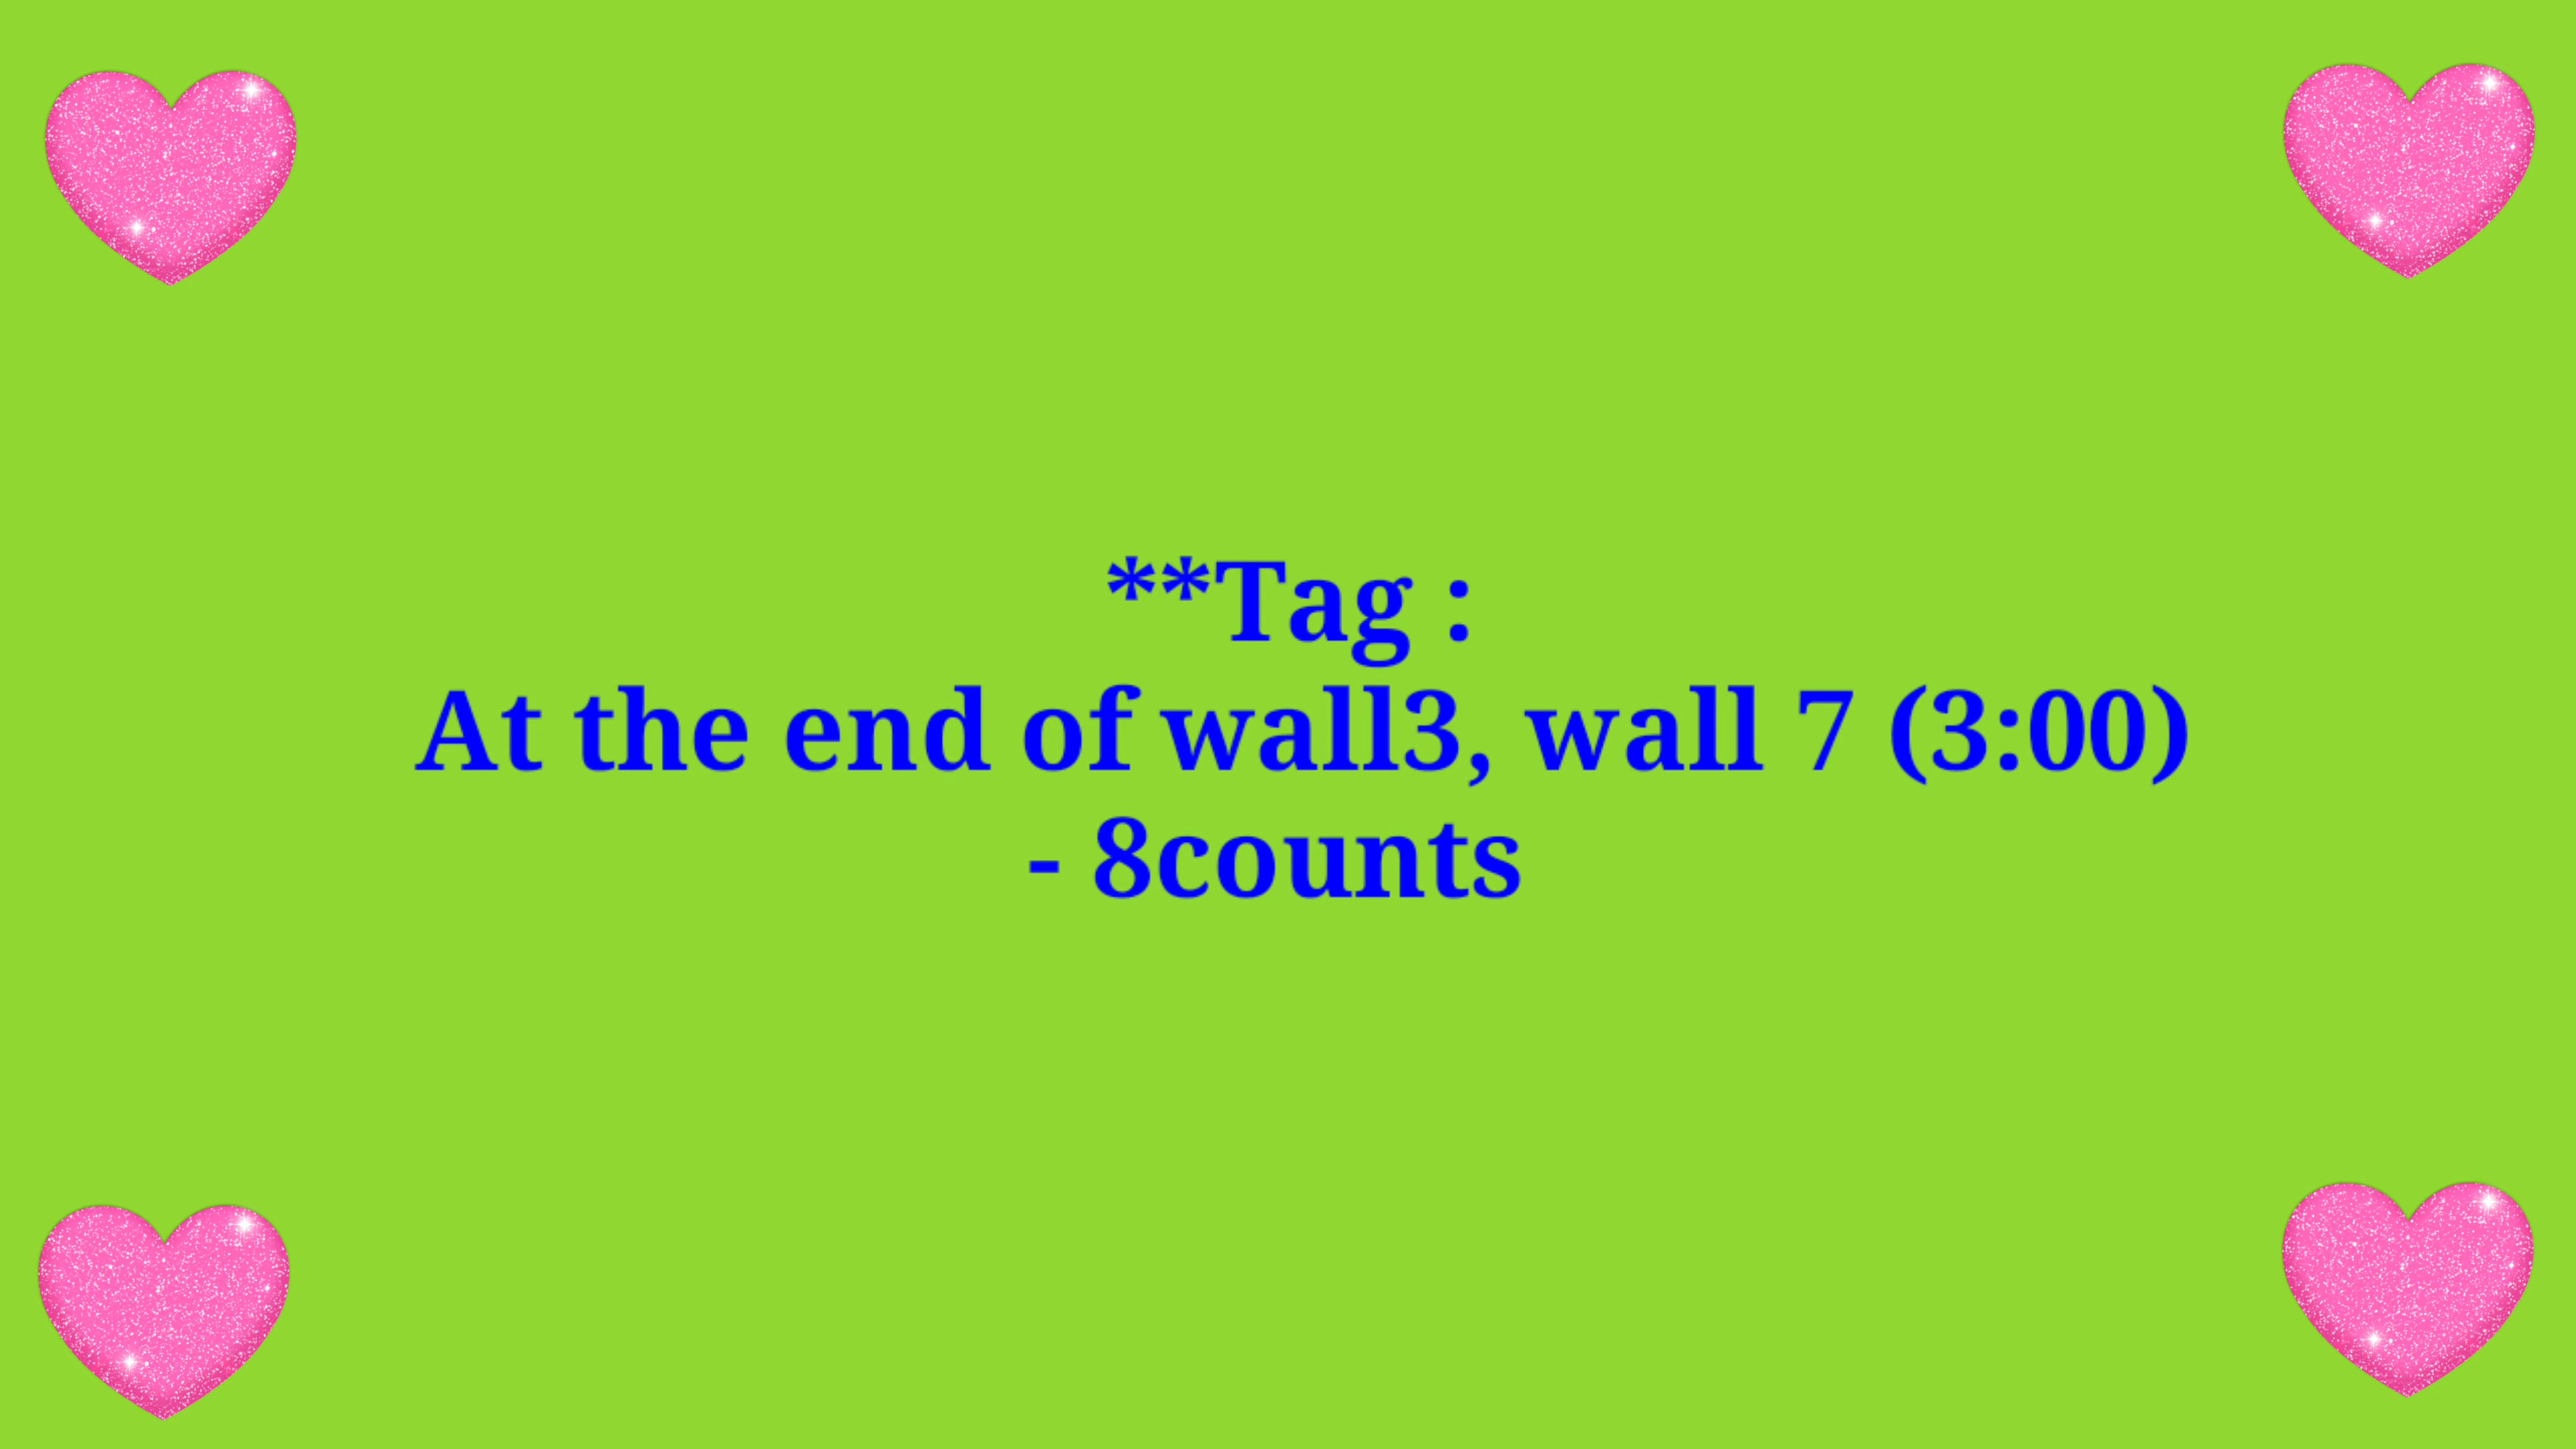 **Tag :
At the end of wall3, wall 7 (3:00)
- 8counts